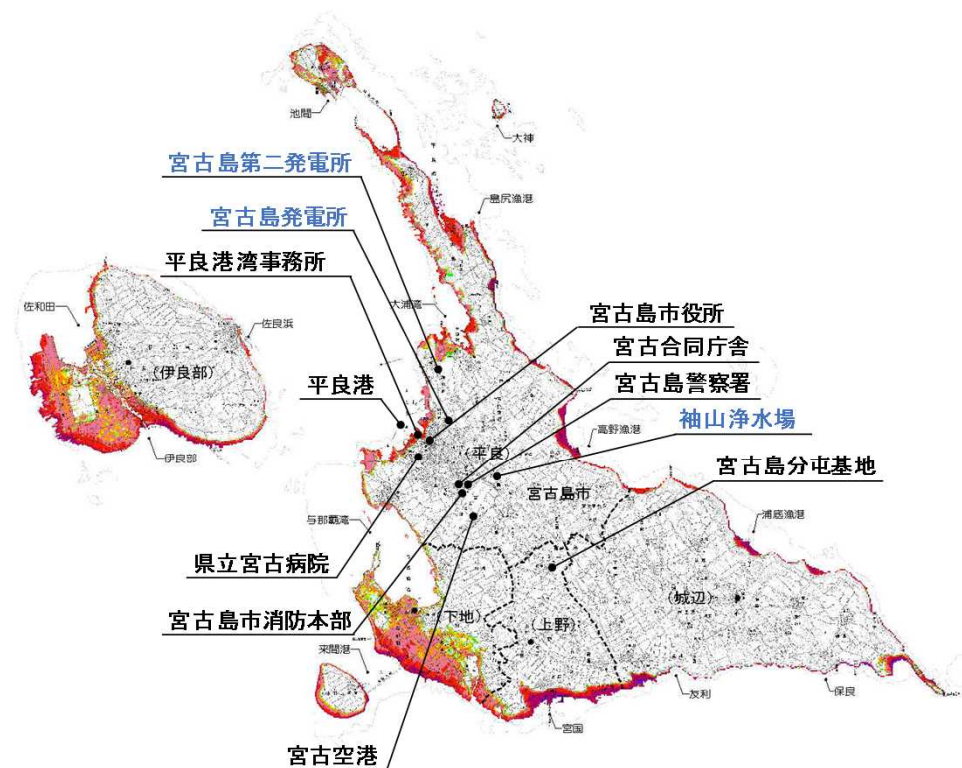 池間
大神
宮古島第二発電所
島尻漁港
宮古島発電所
平良港湾事務所
大浦湾
佐和田
佐良浜
宮古島市役所
宮古合同庁舎
(伊良部)
平良港
宮古島警察署
袖山浄水場
高野漁港
伊良部
(平良)
宮古島分屯基地
宮古島市
与那覇湾
浦底漁港
県立宮古病院
(城辺)
宮古島市消防本部
下地)
(上野)
来間港
友利
保良
宮国
宮古空港